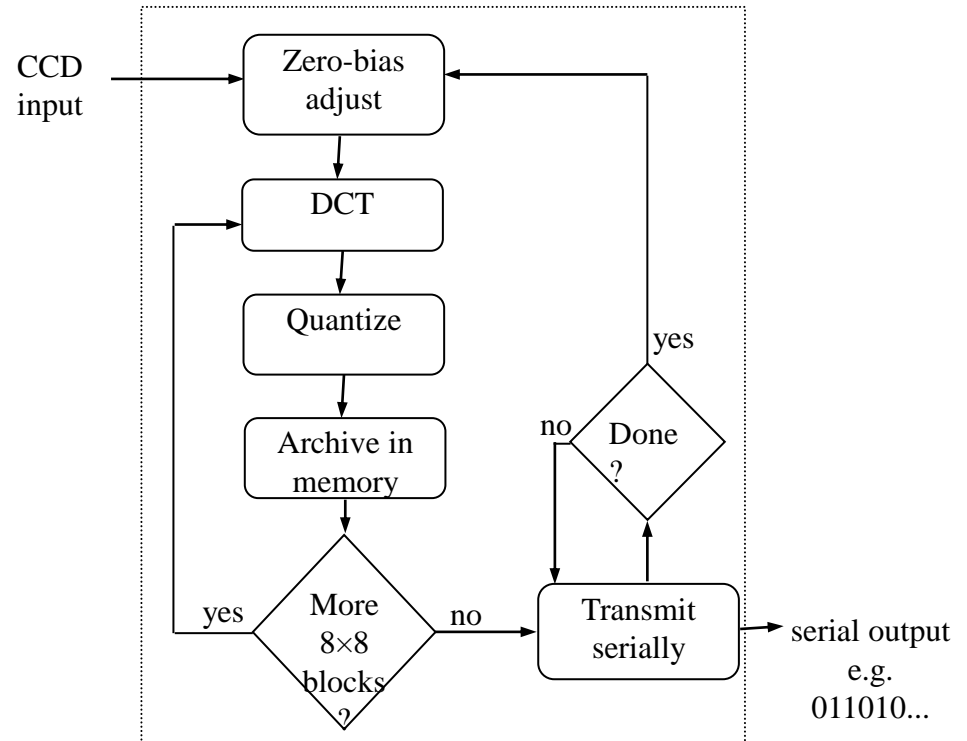 CCD
input
Zero-bias
adjust
DCT
Quantize
Archive in
memory
More
8×8
blocks
?
yes
no
Transmit
serially
Done
?
no
yes
serial output
e.g.
011010...